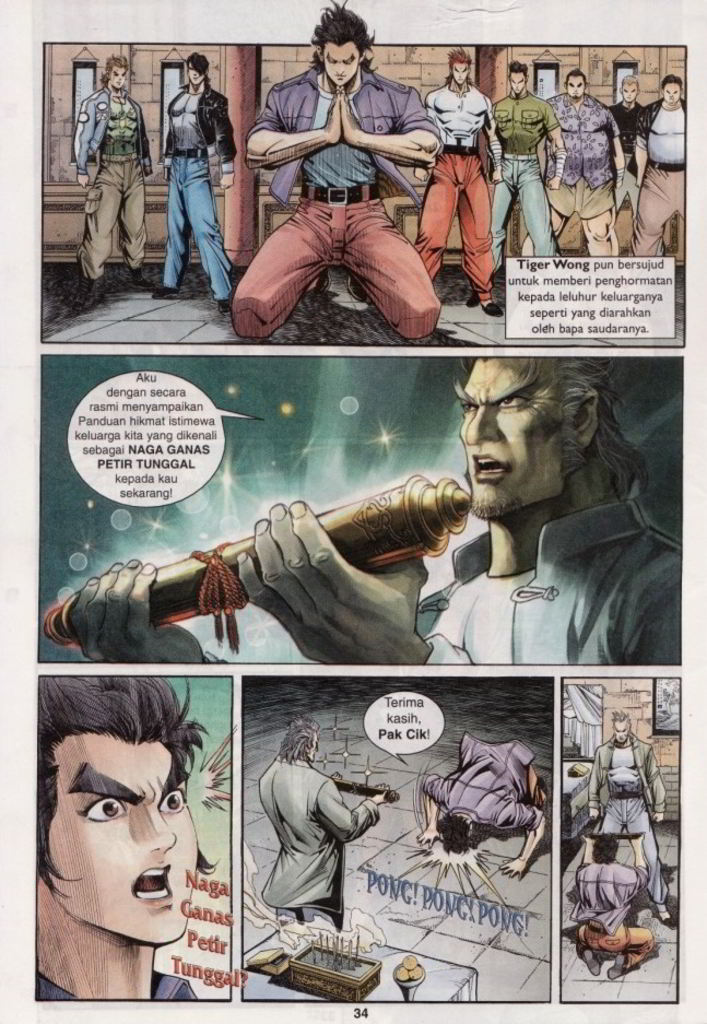 Tiger Wong pun bersujud
untuk memberi penghormatan
kepada leluhur keluarganya
seperti yang diarahkan
oleh bapa saudaranya.
Aku
dengan secara
rasmi menyampaikan
Panduan hikmat istimewa
keluarga kita yang dikenali
sebagai NAGA GANAS
PETIR TUNGGAL
kepada kau
sekarang!
Naga
Ganas
Petir
Tunggal?
Terima
kasih,
Pak Cik!
PONG! PONG! PONG!
34